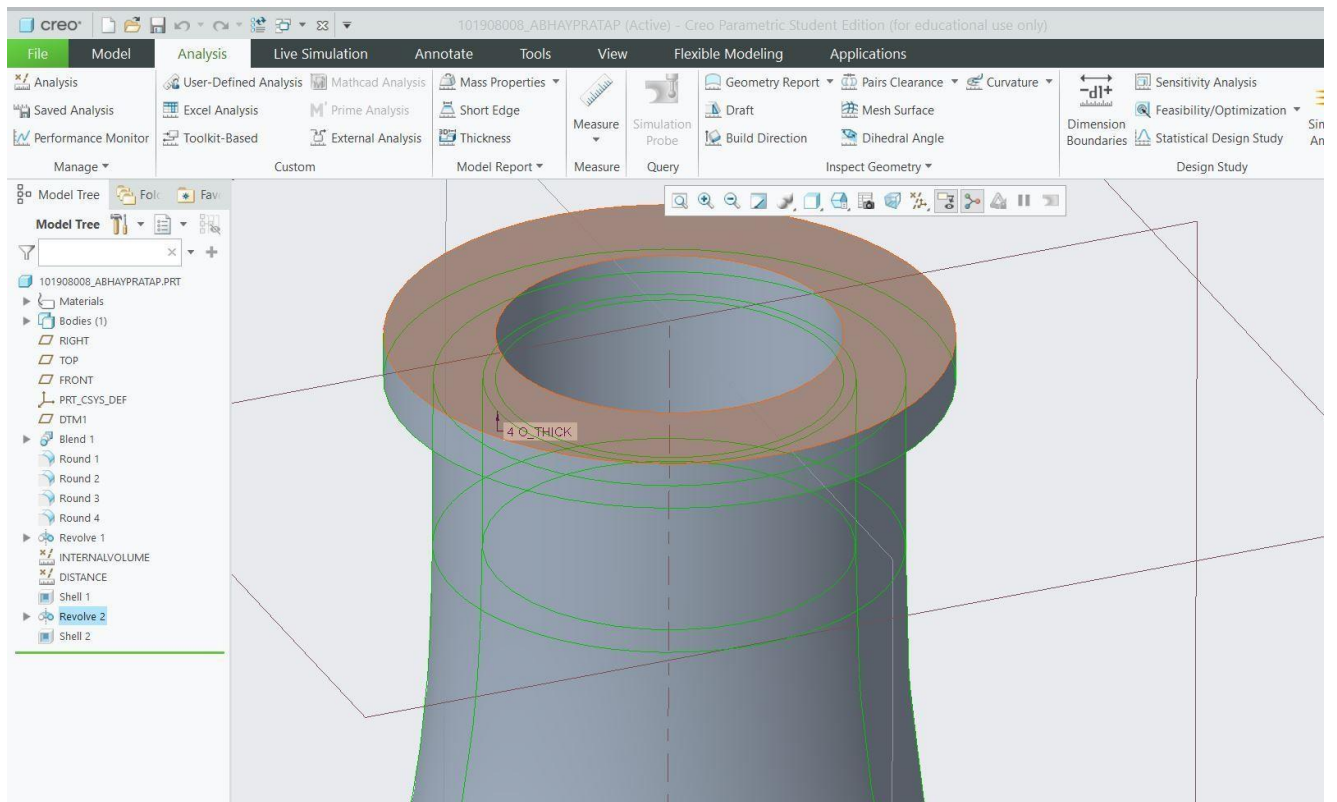 creo·
101908008_ABHAYPRATAP (Active) - Creo Parametric Student Edition (for educational use only)
File Model Analysis Live Simulation Annotate Tools View Flexible Modeling Applications
Analysis User-Defined Analysis Mathcad Analysis Mass Properties Geometry Report Pairs Clearance Curvature Sensitivity Analysis
Saved Analysis Excel Analysis Prime Analysis Short Edge Draft Mesh Surface Feasibility/Optimization
Performance Monitor Toolkit-Based External Analysis Thickness Build Direction Dihedral Angle Statistical Design Study
Measure
Simulation Probe
Dimension Boundaries
Manage Custom Model Report Measure Query Inspect Geometry Design Study
Model Tree Fol Fav
Model Tree
101908008_ABHAYPRATAP.PRT
Materials
Bodies (1)
RIGHT
TOP
FRONT
PRT_CSYS_DEF
DTM1
Blend 1
Round 1
Round 2
Round 3
Round 4
Revolve 1
INTERNALVOLUME
DISTANCE
Shell 1
Revolve 2
Shell 2
4 O_THICK